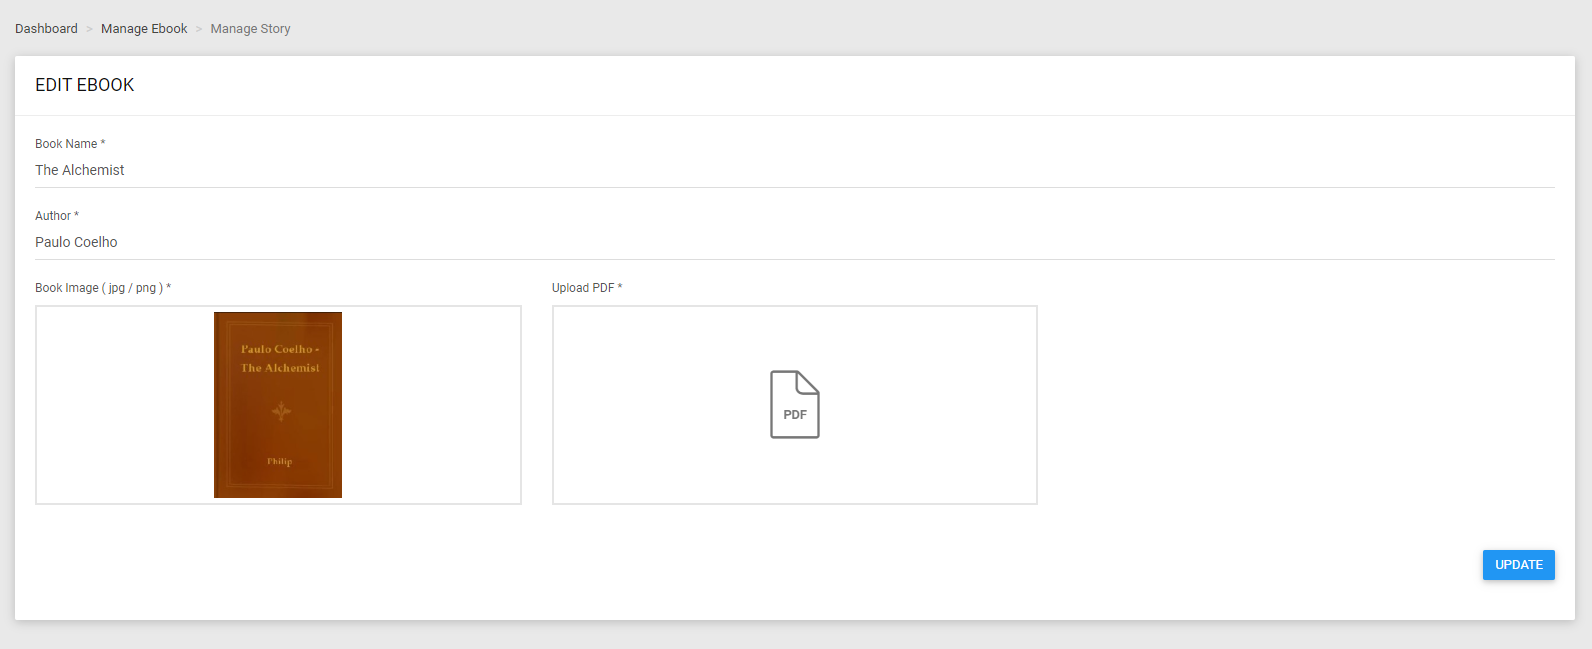 Dashboard > Manage Ebook > Manage Story
EDIT EBOOK
Book Name *
The Alchemist
Author *
Paulo Coelho
Book Image ( jpg / png ) *
Upload PDF *
Paulo Coelho -
The Alchemist
Philip
PDF
UPDATE